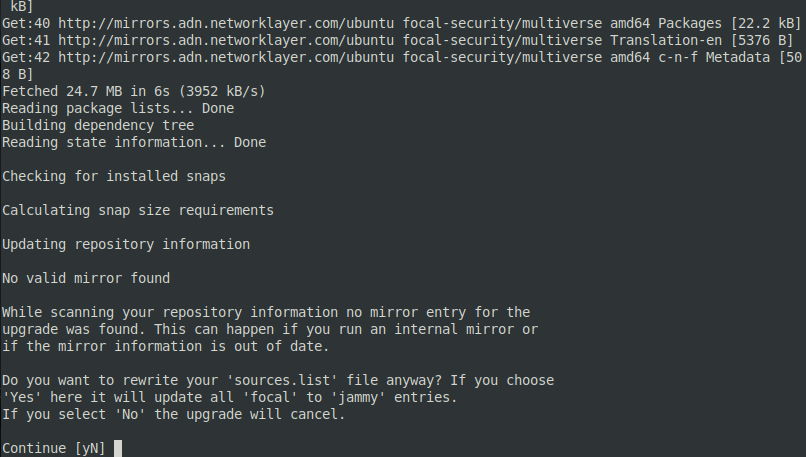 kB]
Get:40 http://mirrors.adn.networklayer.com/ubuntu focal-security/multiverse amd64 Packages [22.2 kB]
Get:41 http://mirrors.adn.networklayer.com/ubuntu focal-security/multiverse Translation-en [5376 B]
Get:42 http://mirrors.adn.networklayer.com/ubuntu focal-security/multiverse amd64 c-n-f Metadata [50
8 B]
Fetched 24.7 MB in 6s (3952 kB/s)
Reading package lists... Done
Building dependency tree
Reading state information... Done
Checking for installed snaps
Calculating snap size requirements
Updating repository information
No valid mirror found
While scanning your repository information no mirror entry for the
upgrade was found. This can happen if you run an internal mirror or
if the mirror information is out of date.
Do you want to rewrite your 'sources.list' file anyway? If you choose
'Yes' here it will update all 'focal' to 'jammy' entries.
If you select 'No' the upgrade will cancel.
Continue [yN]